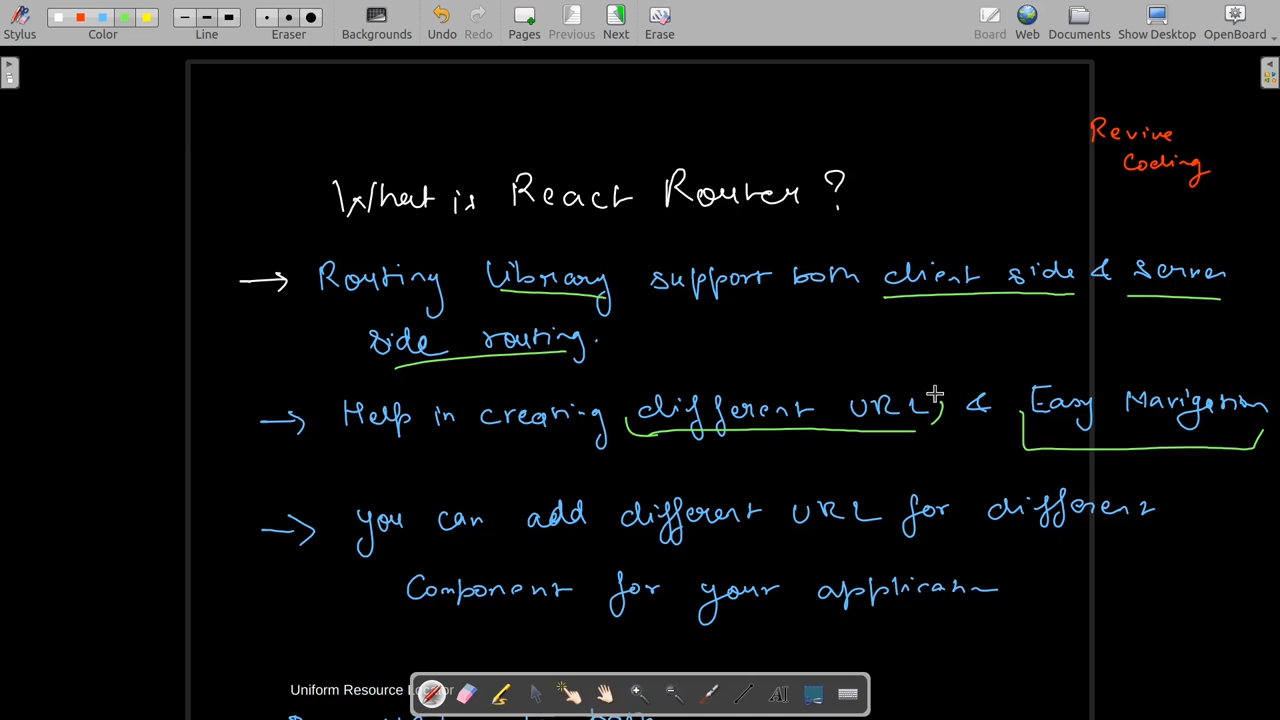 Stylus Color Line Eraser Backgrounds Undo Redo Pages Previous Next Erase Board Web Documents Show Desktop OpenBoard
Revive
Coding
What is React Router ?
→ Routing library support both client side & server
side routing.
→ Help in creating different URL, & Easy Navigation
→ you can add different URL for different
Component for your application
Uniform Resource Locator